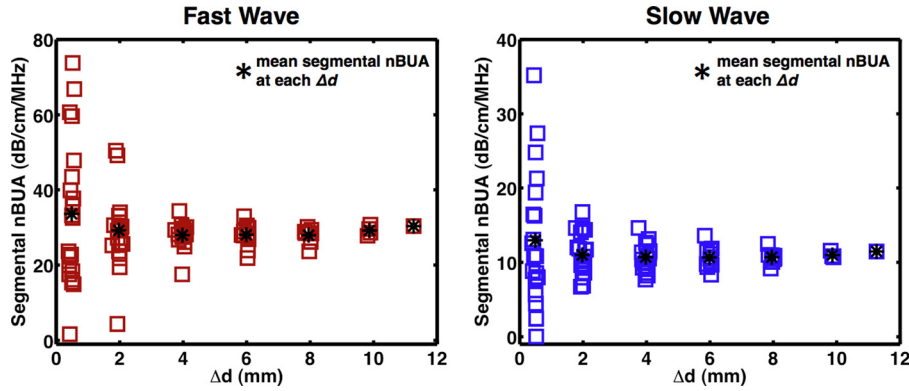 Fast Wave
Segmental nBUA (dB/cm/MHz)
80
60
40
20
0
* mean segmental nBUA
at each Δd
0 2 4 6 8 10 12
Δd (mm)
Slow Wave
Segmental nBUA (dB/cm/MHz)
40
30
20
10
0
* mean segmental nBUA
at each Δd
0 2 4 6 8 10 12
Δd (mm)